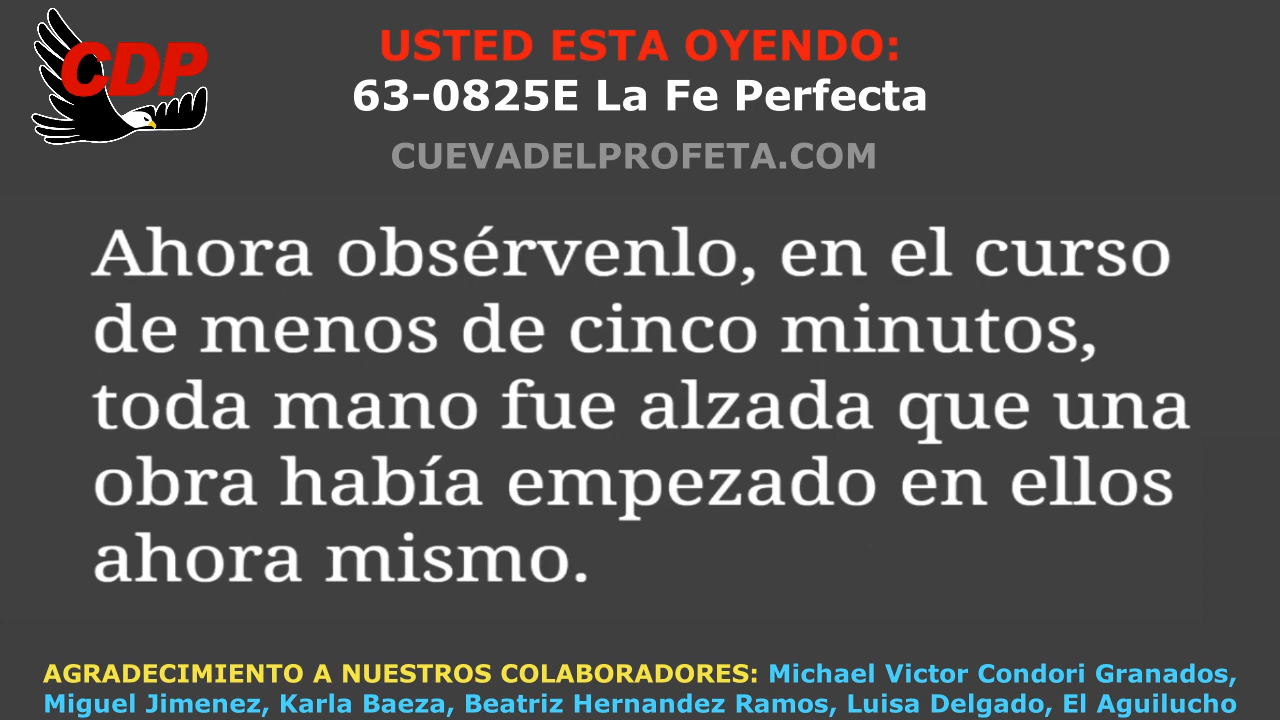 CDP
USTED ESTA OYENDO:
63-0825E La Fe Perfecta
CUEVADELPROFETA.COM
Ahora obsérvenlo, en el curso
de menos de cinco minutos,
toda mano fue alzada que una
obra había empezado en ellos
ahora mismo.
AGRADECIMIENTO A NUESTROS COLABORADORES: Michael Victor Condori Granados,
Miguel Jimenez, Karla Baeza, Beatriz Hernandez Ramos, Luisa Delgado, El Aguilucho